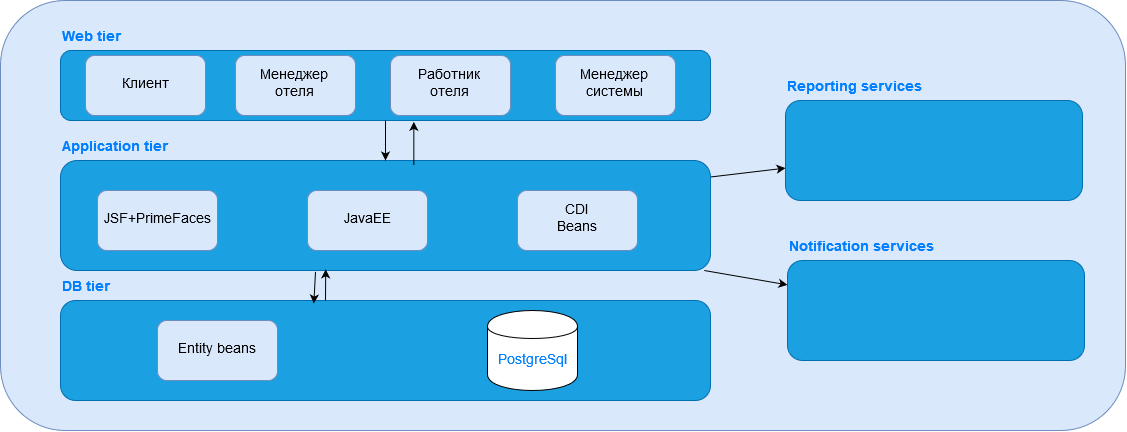 Web tier
Клиент
Менеджер
отеля
Работник
отеля
Менеджер
системы
Application tier
JSF+PrimeFaces
JavaEE
CDI
Beans
DB tier
Entity beans
PostgreSql
Reporting services
Notification services